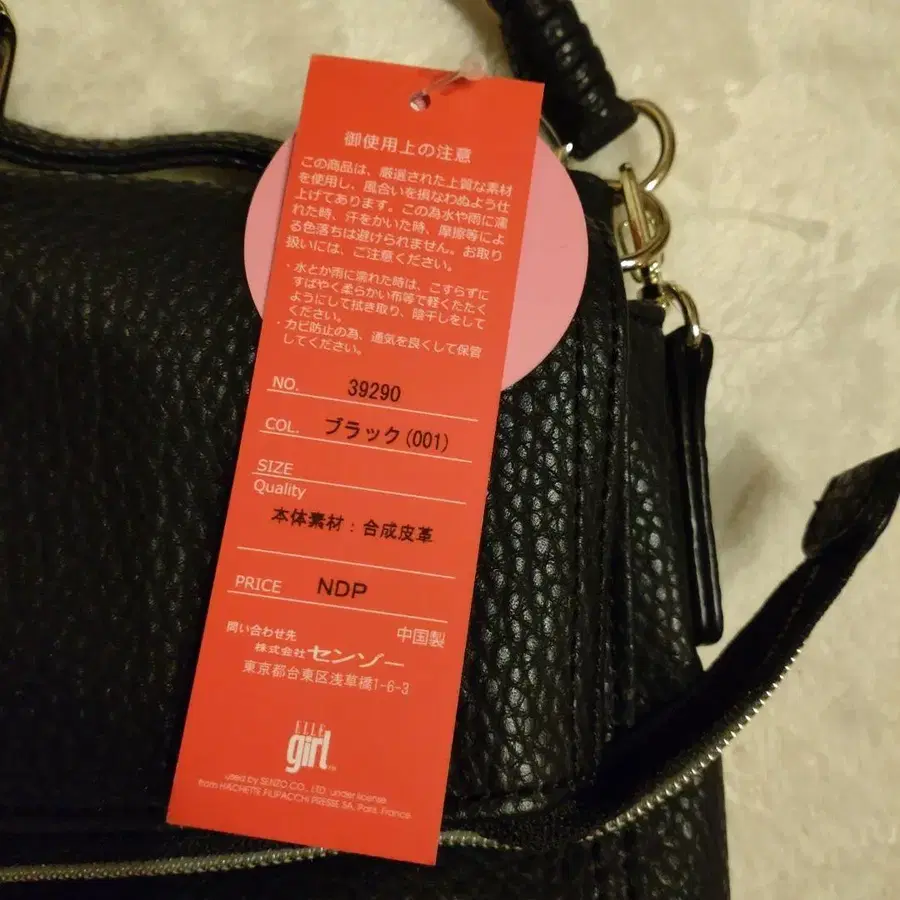 御使用上の注意
この商品は、厳選された上質な素材
を使用し、風合いを損なわぬよう仕
上げてあります。この為水や雨に濡
れた時、汗をかいた時、摩擦等によ
る色落ちは避けられません。お取り
扱いには、ご注意ください。
・水とか雨に濡れた時は、こすらずに
すばやく柔らかい布等で軽くたたく
ようにして拭き取り、陰干しをして
ください。
・カビ防止の為、通気を良くして保管
してください。
NO. 39290
COL. ブラック(001)
SIZE
Quality
本体素材：合成皮革
PRICE NDP
問い合わせ先 中国製
株式会社センゾー
東京都台東区浅草橋1-6-3
ELLE
girl™
used by SENZO CO., LTD. under license
from HACHETTE FILIPACCHI PRESSE SA, Paris, France